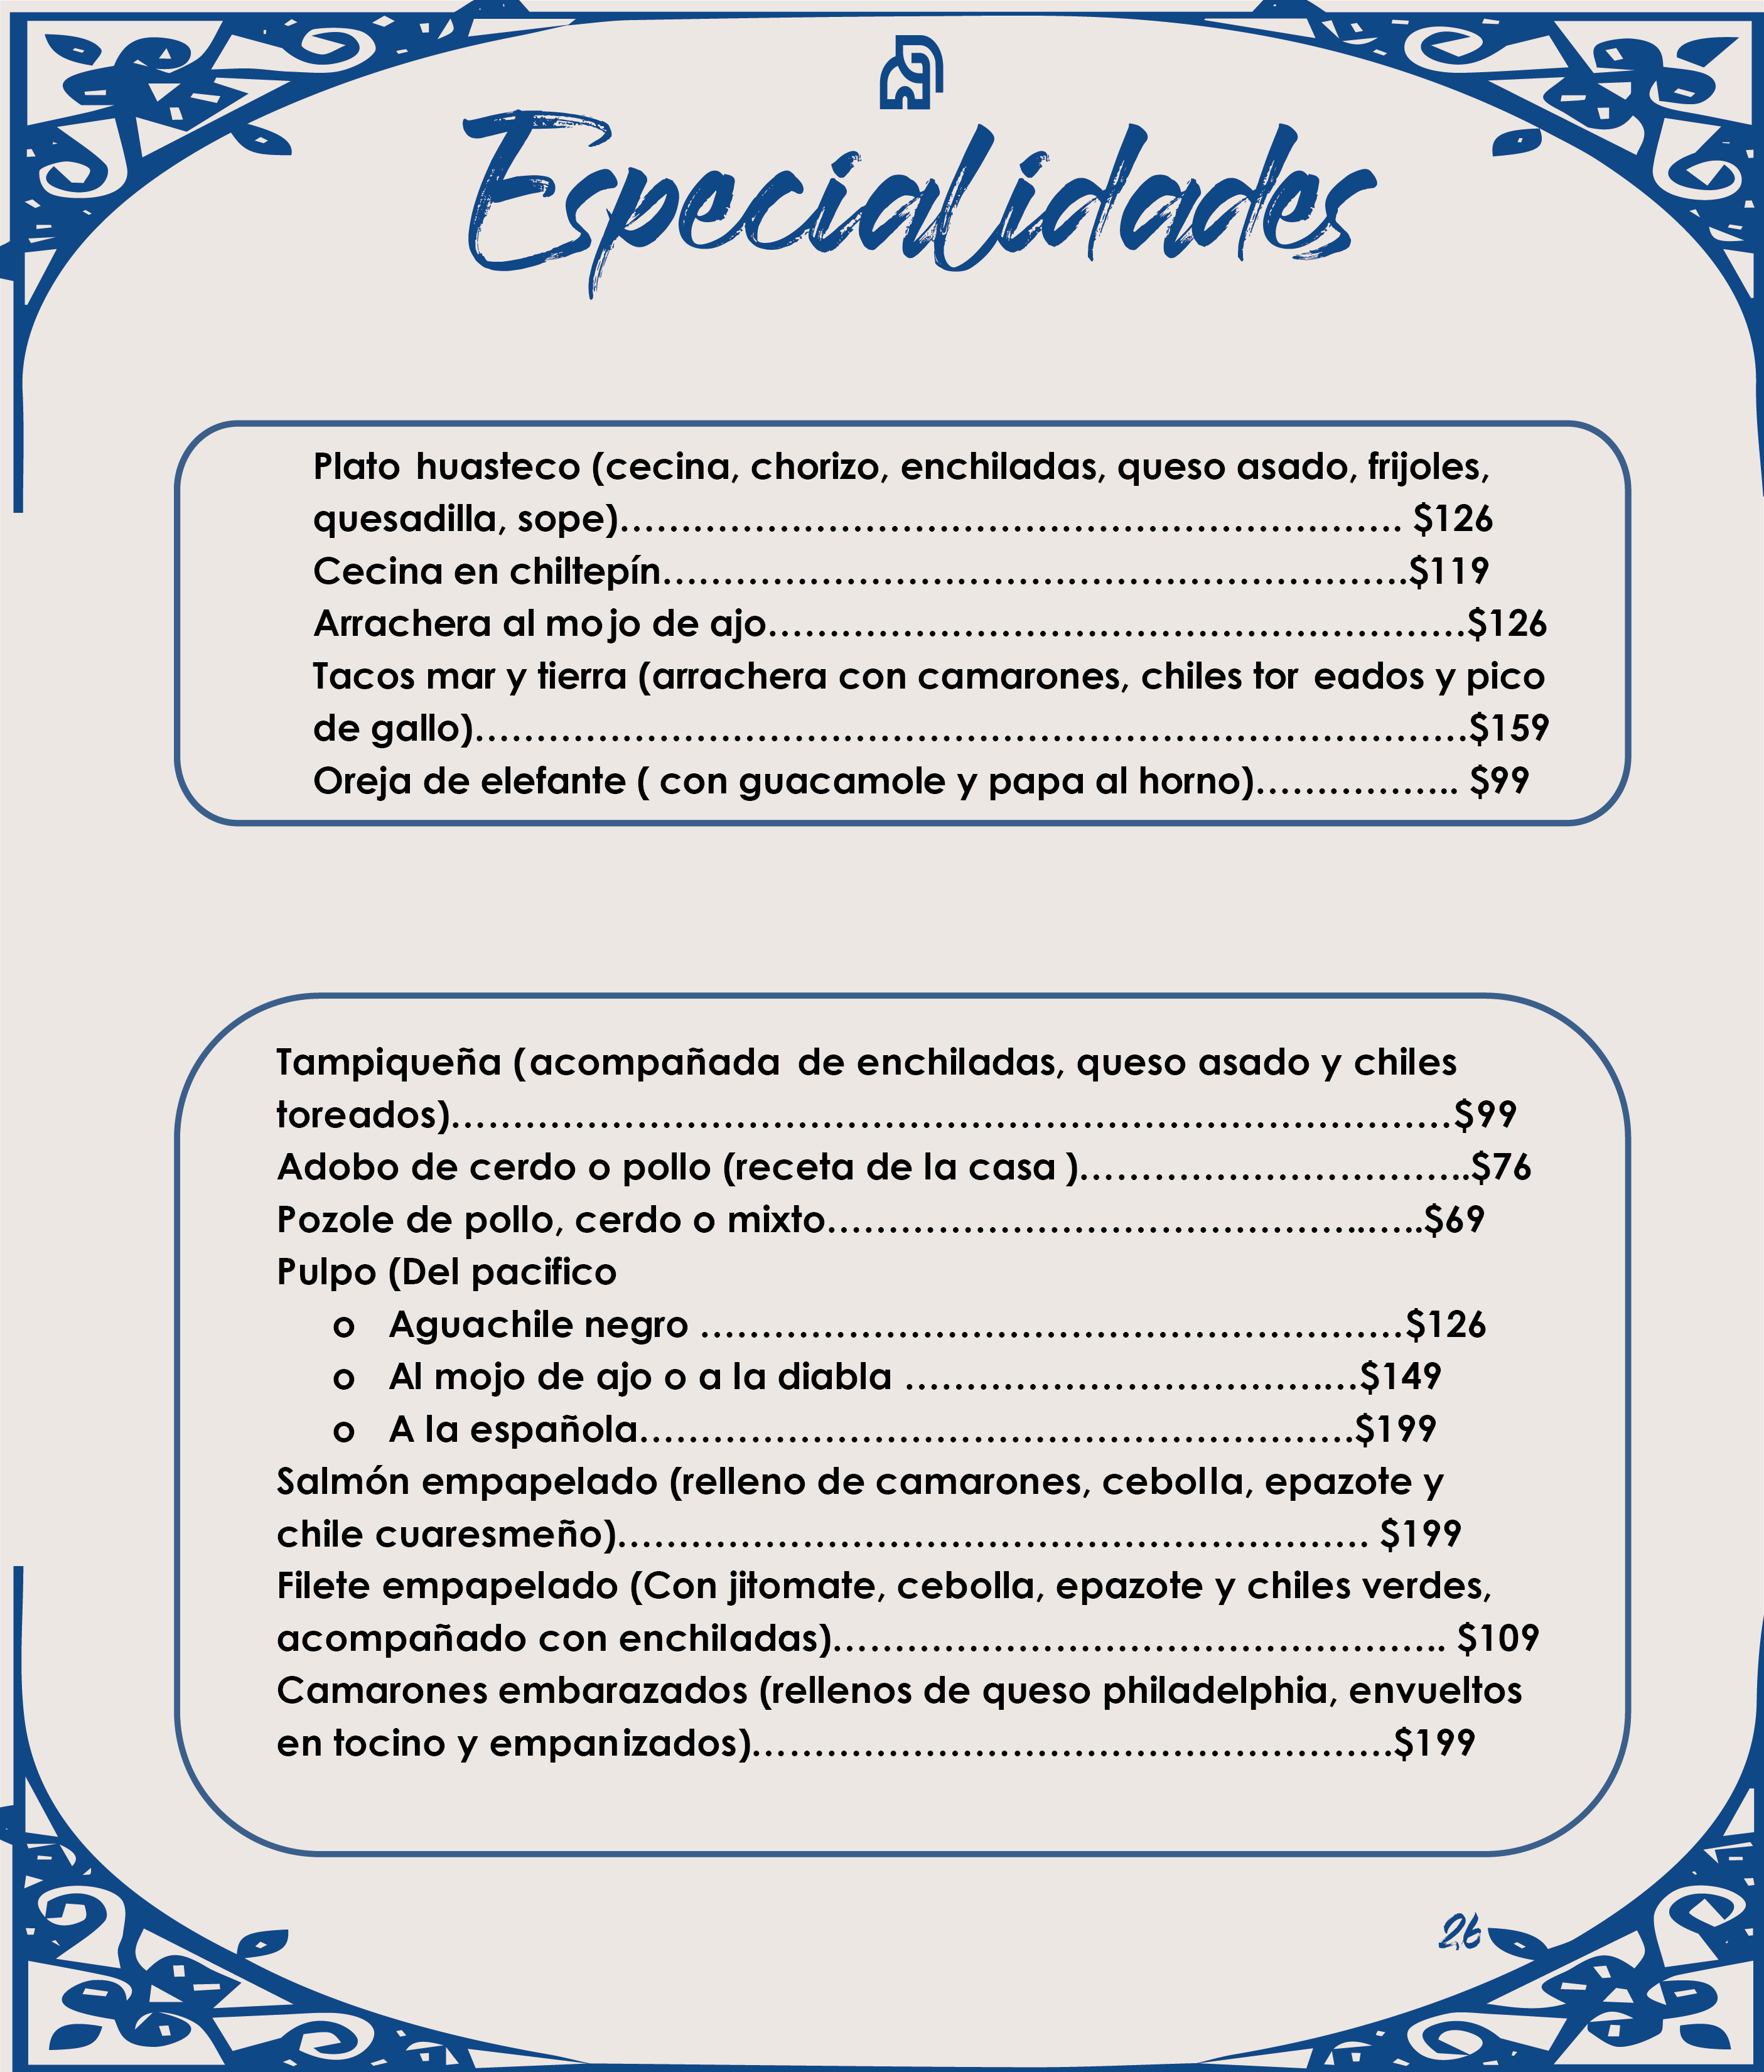 Especialidades
Plato huasteco (cecina, chorizo, enchiladas, queso asado, frijoles,
quesadilla, sope)…………………………………………………………… $126
Cecina en chiltepín…………………………………………………………..$119
Arrachera al mojo de ajo………………………………………………………$126
Tacos mar y tierra (arrachera con camarones, chiles tor eados y pico
de gallo)……………………………………………………………………………$159
Oreja de elefante ( con guacamole y papa al horno)…………….. $99
Tampiqueña (acompañada de enchiladas, queso asado y chiles
toreados)………………………………………………………………………………$99
Adobo de cerdo o pollo (receta de la casa )……………………………..$76
Pozole de pollo, cerdo o mixto……………………………………………..…..$69
Pulpo (Del pacifico
o Aguachile negro ………………………………………………………$126
o Al mojo de ajo o a la diabla ……………………………………$149
o A la española…………………………………………………………$199
Salmón empapelado (relleno de camarones, cebolla, epazote y
chile cuaresmeño)………………………………………………………… $199
Filete empapelado (Con jitomate, cebolla, epazote y chiles verdes,
acompañado con enchiladas)……………………………………………….. $109
Camarones embarazados (rellenos de queso philadelphia, envueltos
en tocino y empanizados)…………………………………………………$199
26